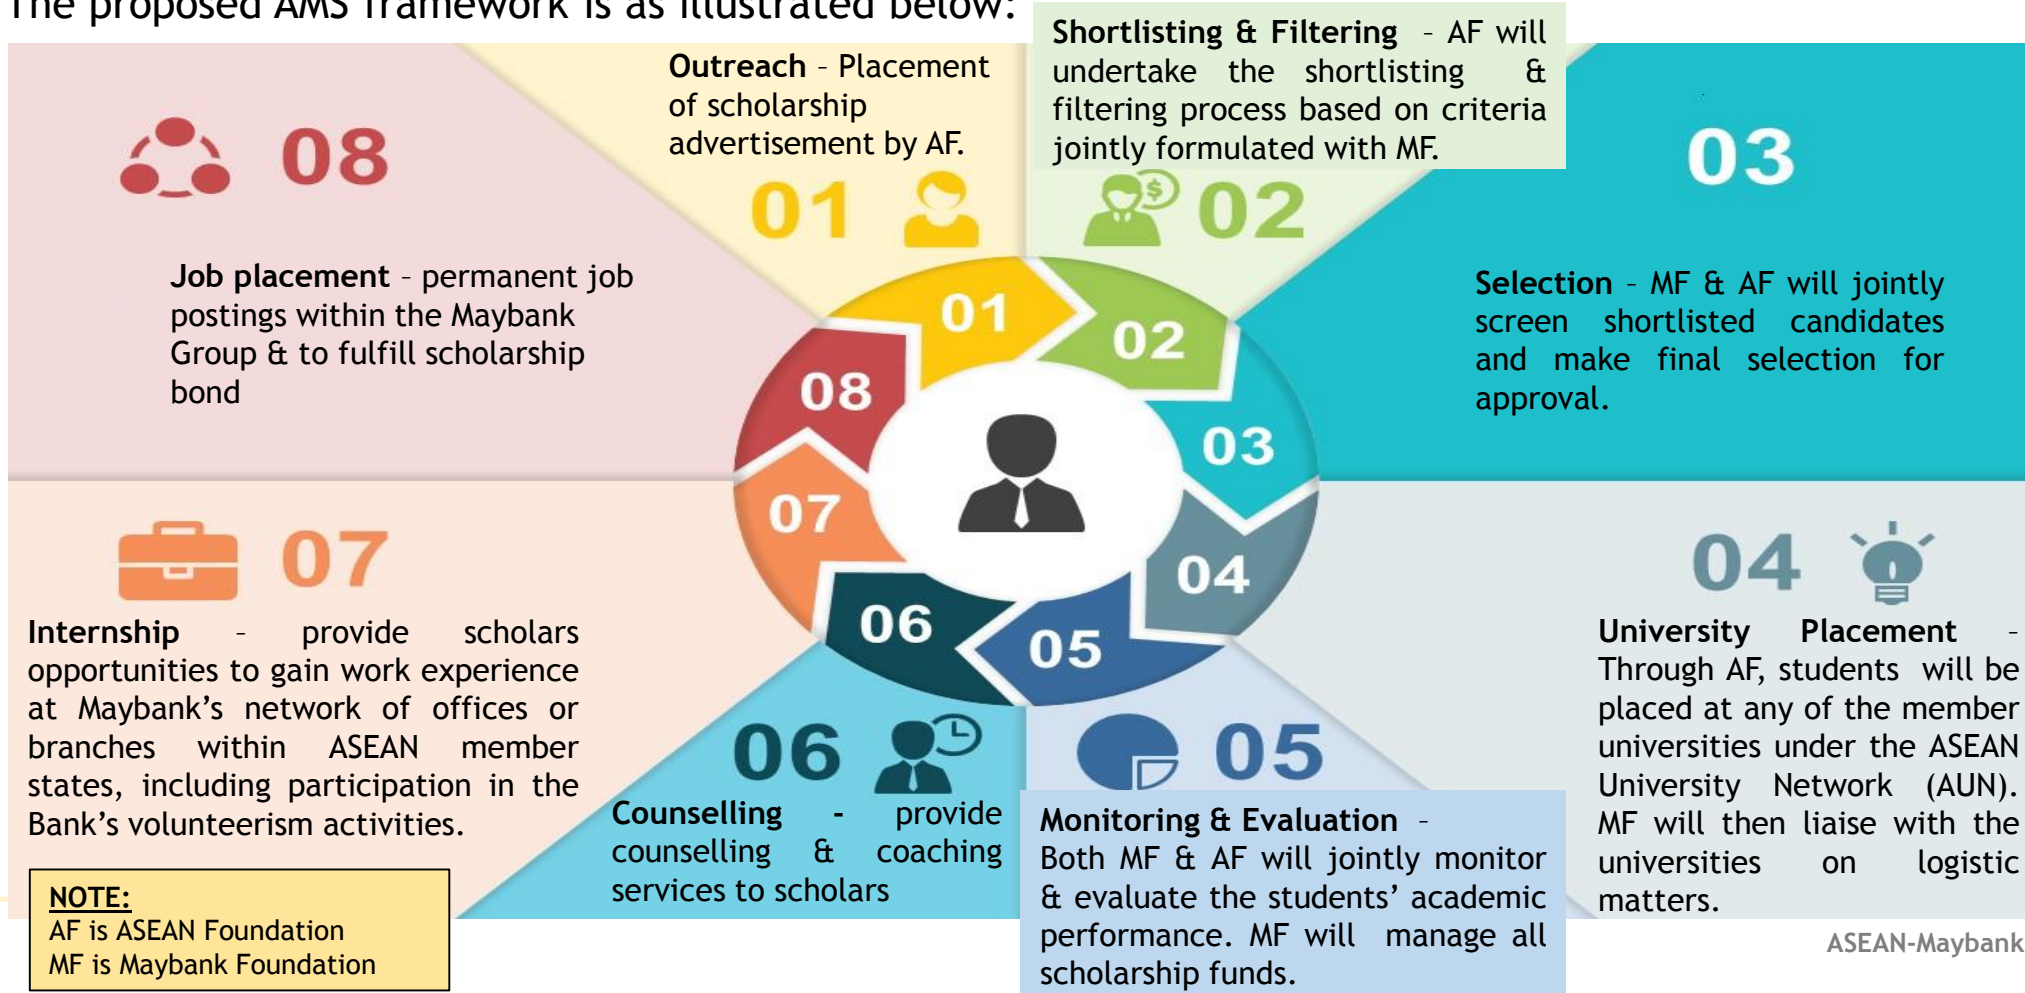 The proposed AMS framework is as illustrated below:
Outreach – Placement
of scholarship
advertisement by AF.
01
Shortlisting & Filtering – AF will
undertake the shortlisting &
filtering process based on criteria
jointly formulated with MF.
$
02
03
Selection – MF & AF will jointly
screen shortlisted candidates
and make final selection for
approval.
04
University Placement –
Through AF, students will be
placed at any of the member
universities under the ASEAN
University Network (AUN).
MF will then liaise with the
universities on logistic
matters.
05
Monitoring & Evaluation –
Both MF & AF will jointly monitor
& evaluate the students’ academic
performance. MF will manage all
scholarship funds.
06
Counselling - provide
counselling & coaching
services to scholars
07
Internship – provide scholars
opportunities to gain work experience
at Maybank’s network of offices or
branches within ASEAN member
states, including participation in the
Bank’s volunteerism activities.
08
Job placement – permanent job
postings within the Maybank
Group & to fulfill scholarship
bond
01
02
03
04
05
06
07
08
NOTE:
AF is ASEAN Foundation
MF is Maybank Foundation
ASEAN-Maybank